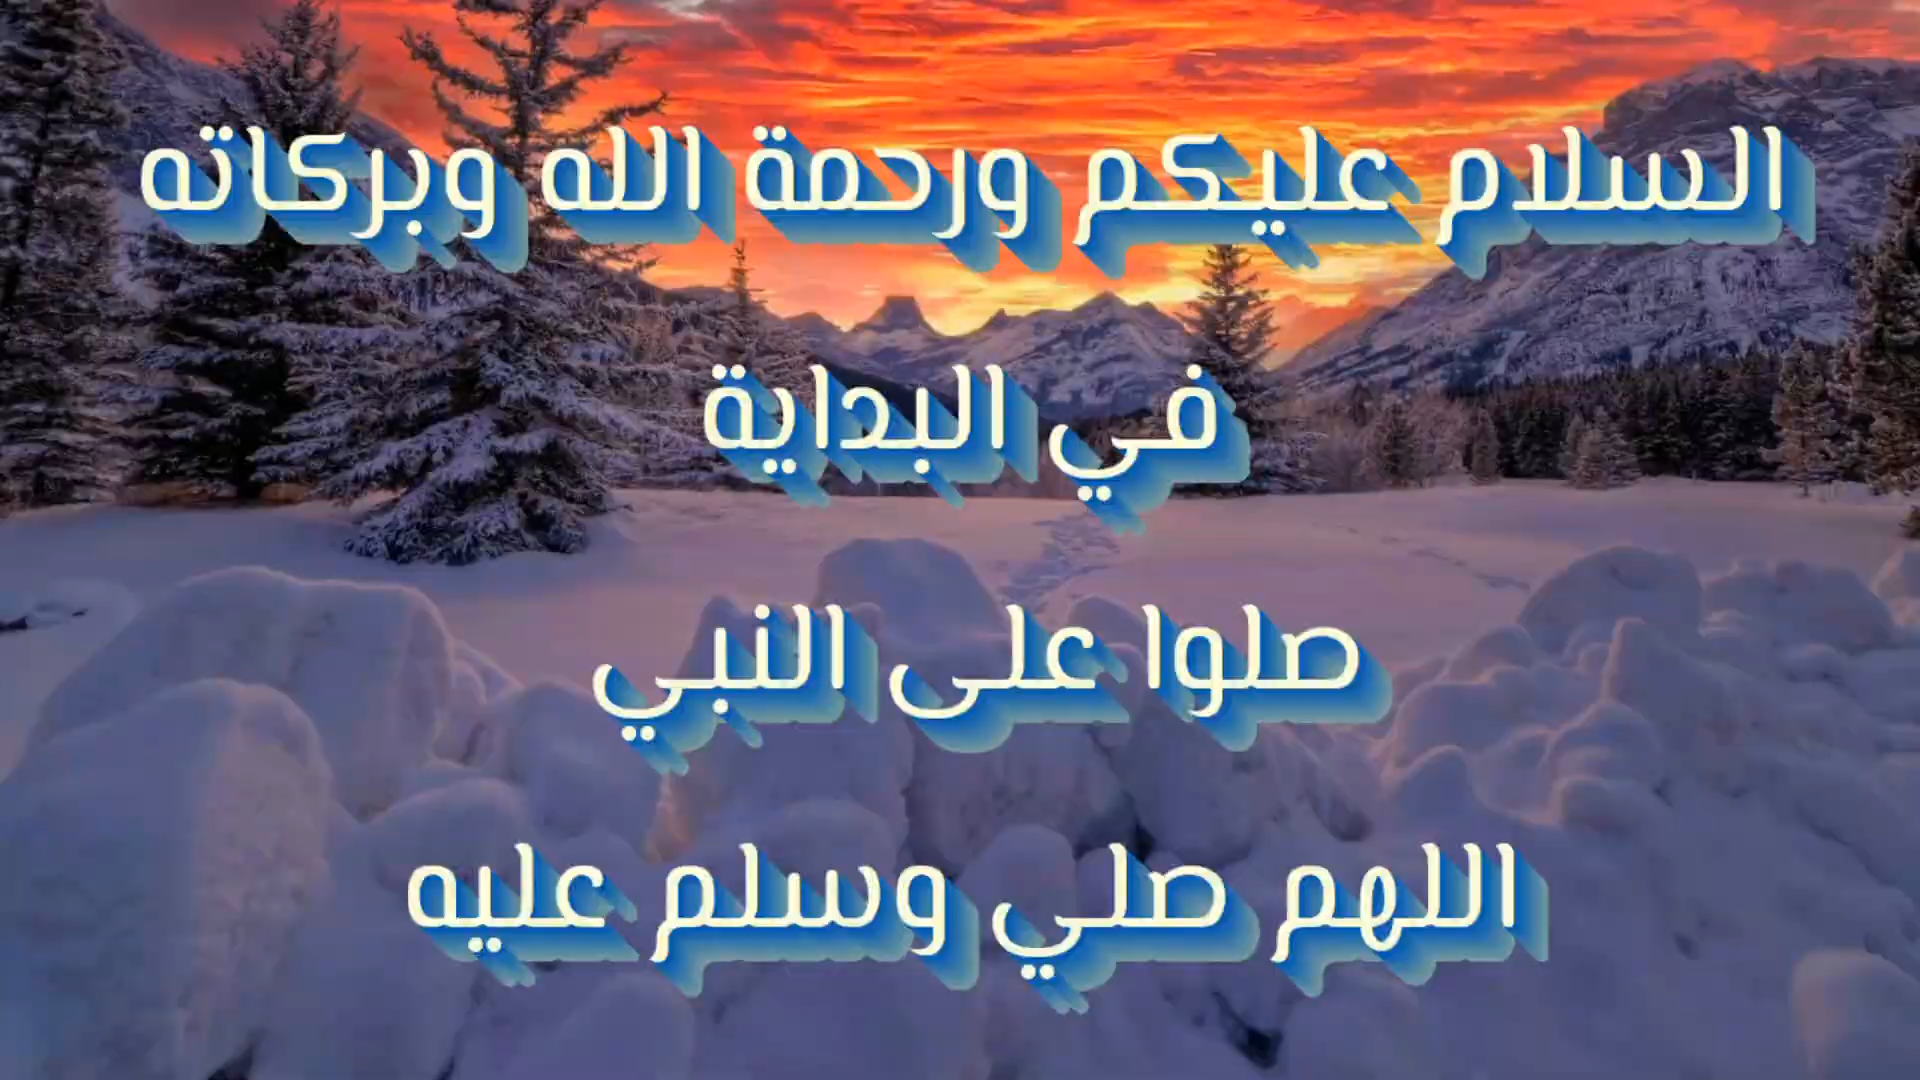 السلام عليكم ورحمة الله وبركاته
في البداية
صلوا على النبي
اللهم صلي وسلم عليه